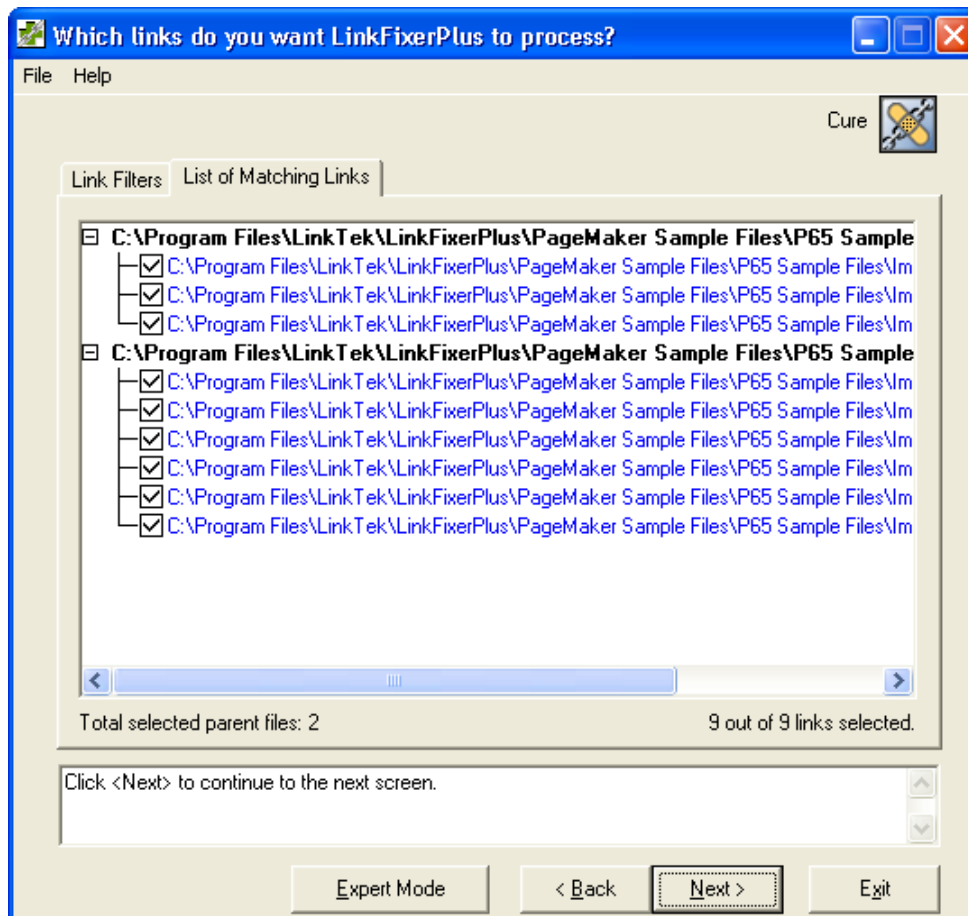 Which links do you want LinkFixerPlus to process?
File Help
Cure
Link Filters List of Matching Links
C:\Program Files\LinkTek\LinkFixerPlus\PageMaker Sample Files\P65 Sample
C:\Program Files\LinkTek\LinkFixerPlus\PageMaker Sample Files\P65 Sample Files\Im
C:\Program Files\LinkTek\LinkFixerPlus\PageMaker Sample Files\P65 Sample Files\Im
C:\Program Files\LinkTek\LinkFixerPlus\PageMaker Sample Files\P65 Sample Files\Im
C:\Program Files\LinkTek\LinkFixerPlus\PageMaker Sample Files\P65 Sample
C:\Program Files\LinkTek\LinkFixerPlus\PageMaker Sample Files\P65 Sample Files\Im
C:\Program Files\LinkTek\LinkFixerPlus\PageMaker Sample Files\P65 Sample Files\Im
C:\Program Files\LinkTek\LinkFixerPlus\PageMaker Sample Files\P65 Sample Files\Im
C:\Program Files\LinkTek\LinkFixerPlus\PageMaker Sample Files\P65 Sample Files\Im
C:\Program Files\LinkTek\LinkFixerPlus\PageMaker Sample Files\P65 Sample Files\Im
C:\Program Files\LinkTek\LinkFixerPlus\PageMaker Sample Files\P65 Sample Files\Im
Total selected parent files: 2 9 out of 9 links selected.
Click <Next> to continue to the next screen.
Expert Mode < Back Next > Exit